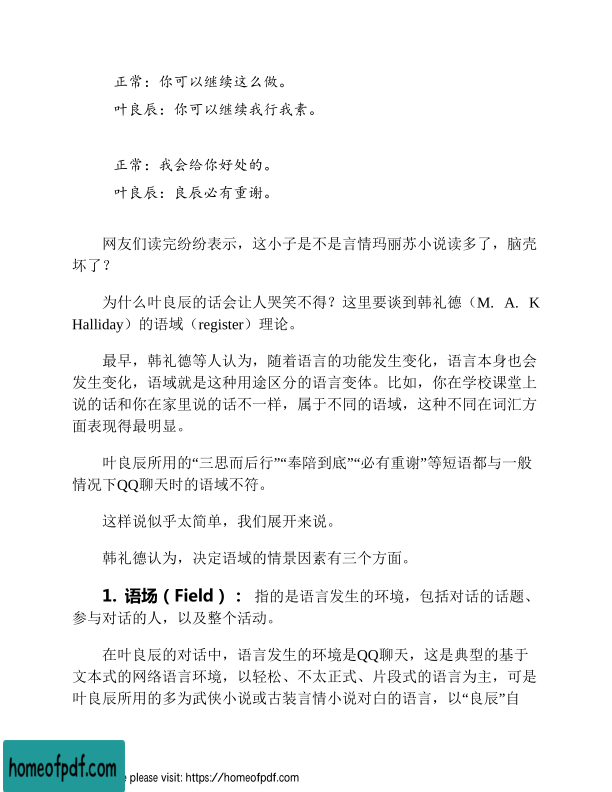 正常：你可以继续这么做。
叶良辰：你可以继续我行我素。
正常：我会给你好处的。
叶良辰：良辰必有重谢。
网友们读完纷纷表示，这小子是不是言情玛丽苏小说读多了，脑壳
坏了？
为什么叶良辰的话会让人哭笑不得？这里要谈到韩礼德（M. A. K
Halliday）的语域（register）理论。
最早，韩礼德等人认为，随着语言的功能发生变化，语言本身也会
发生变化，语域就是这种用途区分的语言变体。比如，你在学校课堂上
说的话和你在家里说的话不一样，属于不同的语域，这种不同在词汇方
面表现得最明显。
叶良辰所用的“三思而后行”“奉陪到底”“必有重谢”等短语都与一般
情况下QQ聊天时的语域不符。
这样说似乎太简单，我们展开来说。
韩礼德认为，决定语域的情景因素有三个方面。
1. 语场（Field）： 指的是语言发生的环境，包括对话的话题、
参与对话的人，以及整个活动。
在叶良辰的对话中，语言发生的环境是QQ聊天，这是典型的基于
文本式的网络语言环境，以轻松、不太正式、片段式的语言为主，可是
叶良辰所用的多为武侠小说或古装言情小说对白的语言，以“良辰”自
homeofpdf.com
e please visit: https://homeofpdf.com